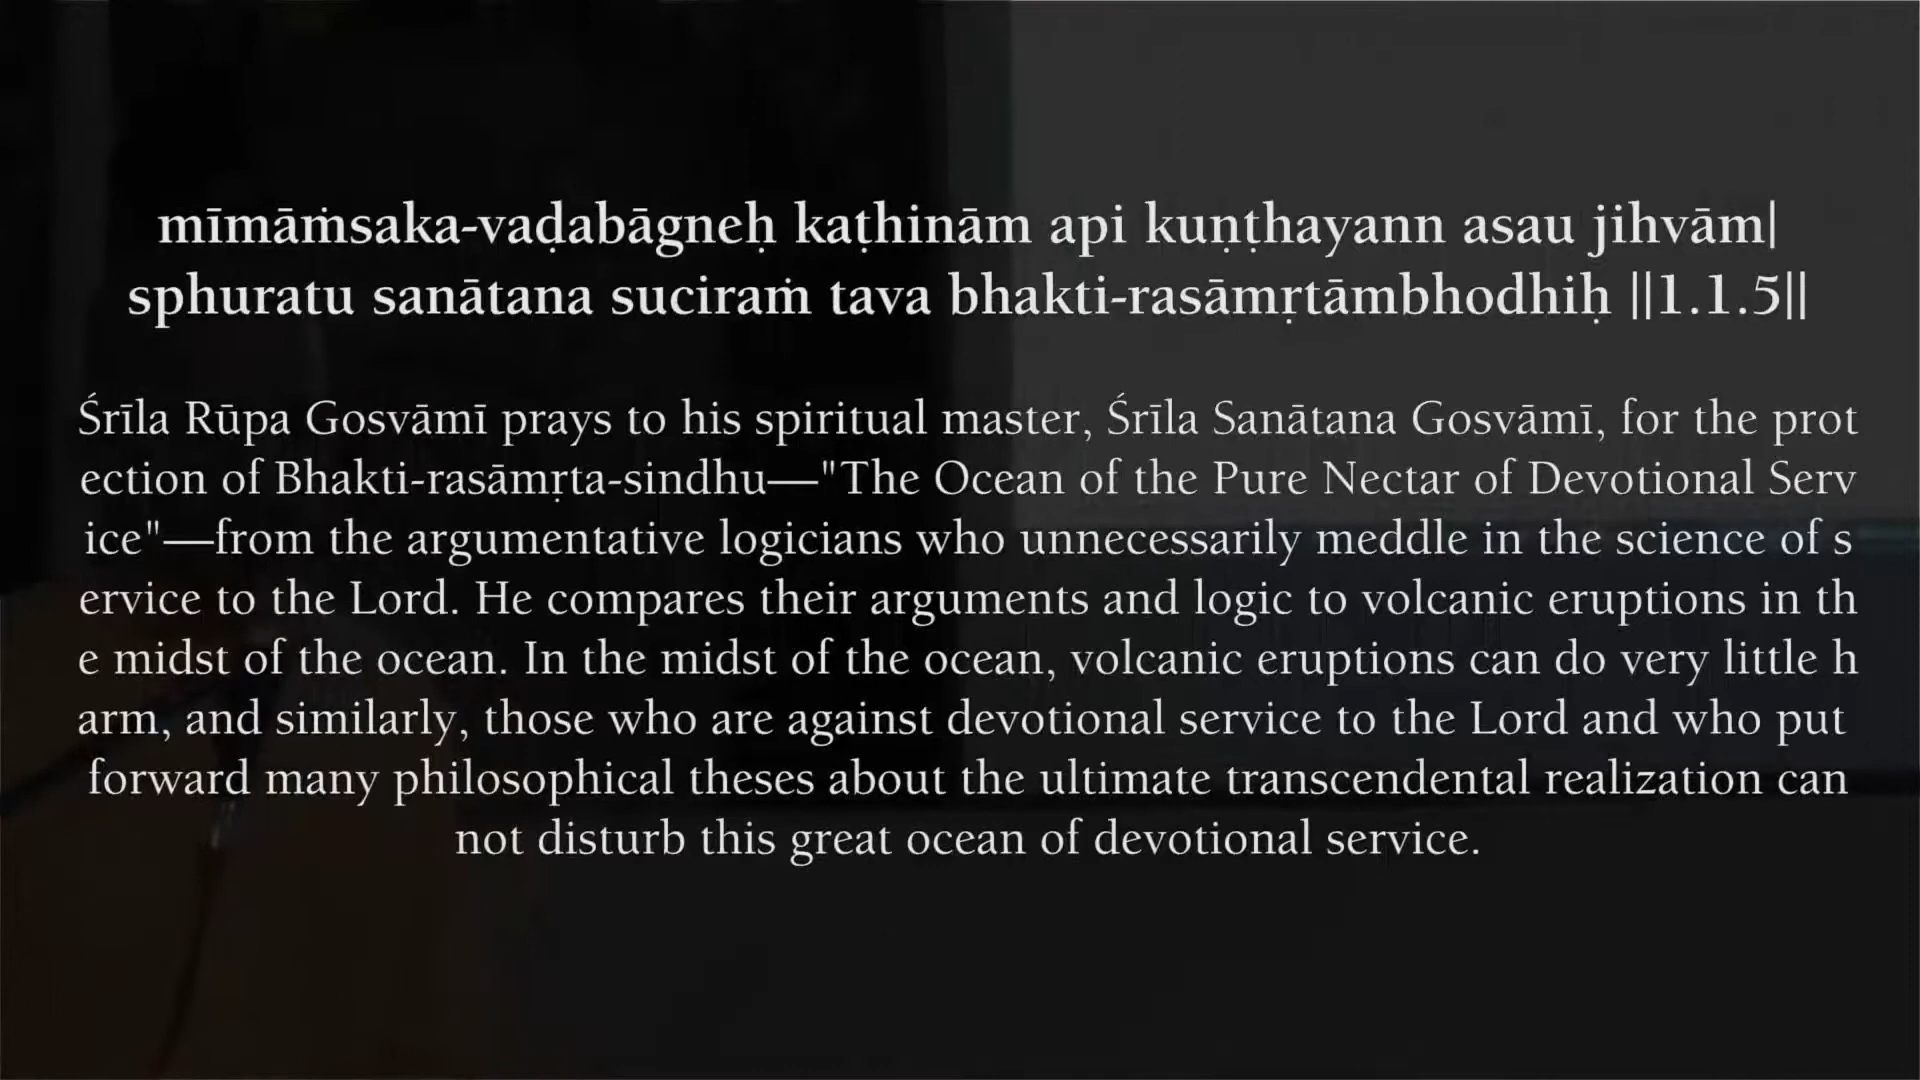 mīmāṁsaka-vaḍabāgneḥ kaṭhinām api kuṇṭhayann asau jihvām|
sphuratu sanātana suciraṁ tava bhakti-rasāmṛtāmbhodhiḥ ||1.1.5||
Śrīla Rūpa Gosvāmī prays to his spiritual master, Śrīla Sanātana Gosvāmī, for the prot
ection of Bhakti-rasāmṛta-sindhu—"The Ocean of the Pure Nectar of Devotional Serv
ice"—from the argumentative logicians who unnecessarily meddle in the science of s
ervice to the Lord. He compares their arguments and logic to volcanic eruptions in th
e midst of the ocean. In the midst of the ocean, volcanic eruptions can do very little h
arm, and similarly, those who are against devotional service to the Lord and who put
forward many philosophical theses about the ultimate transcendental realization can
not disturb this great ocean of devotional service.